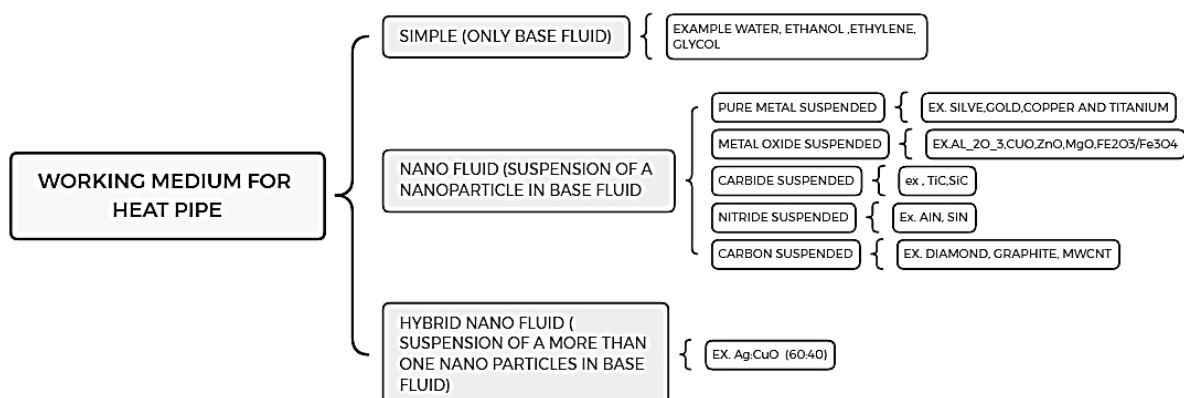 SIMPLE (ONLY BASE FLUID)
EXAMPLE WATER, ETHANOL ,ETHYLENE,
GLYCOL
WORKING MEDIUM FOR
HEAT PIPE
NANO FLUID (SUSPENSION OF A
NANOPARTICLE IN BASE FLUID
PURE METAL SUSPENDED
EX. SILVE,GOLD,COPPER AND TITANIUM
METAL OXIDE SUSPENDED
EX.AL_2O_3,CUO,ZnO,MgO,FE2O3/Fe3O4
CARBIDE SUSPENDED
ex , TiC,SiC
NITRIDE SUSPENDED
Ex. AlN, SIN
CARBON SUSPENDED
EX. DIAMOND, GRAPHITE, MWCNT
HYBRID NANO FLUID (
SUSPENSION OF A MORE THAN
ONE NANO PARTICLES IN BASE
FLUID)
EX. Ag:CuO (60:40)